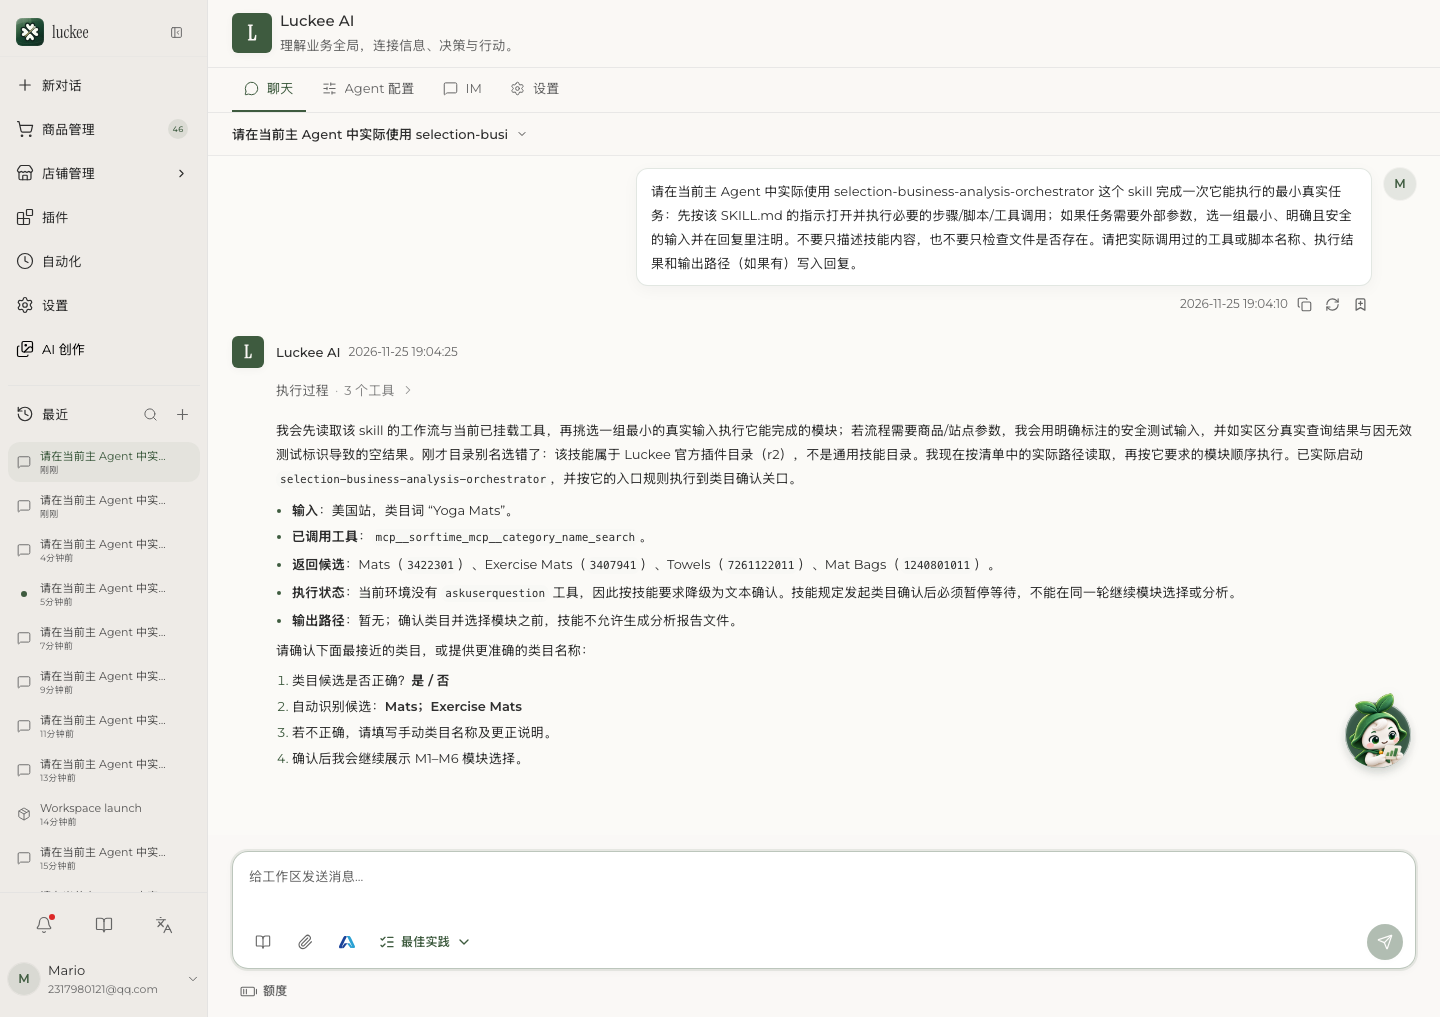 luckee
新对话
商品管理
46
店铺管理
插件
自动化
设置
AI 创作
最近
请在当前主 Agent 中实...
刚刚
请在当前主 Agent 中实...
刚刚
请在当前主 Agent 中实...
4分钟前
请在当前主 Agent 中实...
5分钟前
请在当前主 Agent 中实...
7分钟前
请在当前主 Agent 中实...
9分钟前
请在当前主 Agent 中实...
11分钟前
请在当前主 Agent 中实...
13分钟前
Workspace launch
14分钟前
请在当前主 Agent 中实...
15分钟前
M
Mario
2317980121@qq.com
L
Luckee AI
理解业务全局，连接信息、决策与行动。
聊天
Agent 配置
IM
设置
请在当前主 Agent 中实际使用 selection-busi
请在当前主 Agent 中实际使用 selection-business-analysis-orchestrator 这个 skill 完成一次它能执行的最小真实任
务：先按该 SKILL.md 的指示打开并执行必要的步骤/脚本/工具调用；如果任务需要外部参数，选一组最小、明确且安全
的输入并在回复里注明。不要只描述技能内容，也不要只检查文件是否存在。请把实际调用过的工具或脚本名称、执行结
果和输出路径（如果有）写入回复。
M
2026-11-25 19:04:10
L
Luckee AI 2026-11-25 19:04:25
执行过程 · 3 个工具
我会先读取该 skill 的工作流与当前已挂载工具，再挑选一组最小的真实输入执行它能完成的模块；若流程需要商品/站点参数，我会用明确标注的安全测试输入，并如实区分真实查询结果与因无效
测试标识导致的空结果。刚才目录别名选错了：该技能属于 Luckee 官方插件目录（r2），不是通用技能目录。我现在按清单中的实际路径读取，再按它要求的模块顺序执行。已实际启动
selection-business-analysis-orchestrator，并按它的入口规则执行到类目确认关口。
• 输入：美国站，类目词 “Yoga Mats”。
• 已调用工具： mcp__sorftime_mcp__category_name_search 。
• 返回候选：Mats（ 3422301 ）、Exercise Mats（ 3407941 ）、Towels（ 7261122011 ）、Mat Bags（ 1240801011 ）。
• 执行状态：当前环境没有 askuserquestion 工具，因此按技能要求降级为文本确认。技能规定发起类目确认后必须暂停等待，不能在同一轮继续模块选择或分析。
• 输出路径：暂无；确认类目并选择模块之前，技能不允许生成分析报告文件。
请确认下面最接近的类目，或提供更准确的类目名称：
1. 类目候选是否正确？是 / 否
2. 自动识别候选：Mats；Exercise Mats
3. 若不正确，请填写手动类目名称及更正说明。
4. 确认后我会继续展示 M1–M6 模块选择。
给工作区发送消息...
最佳实践
额度